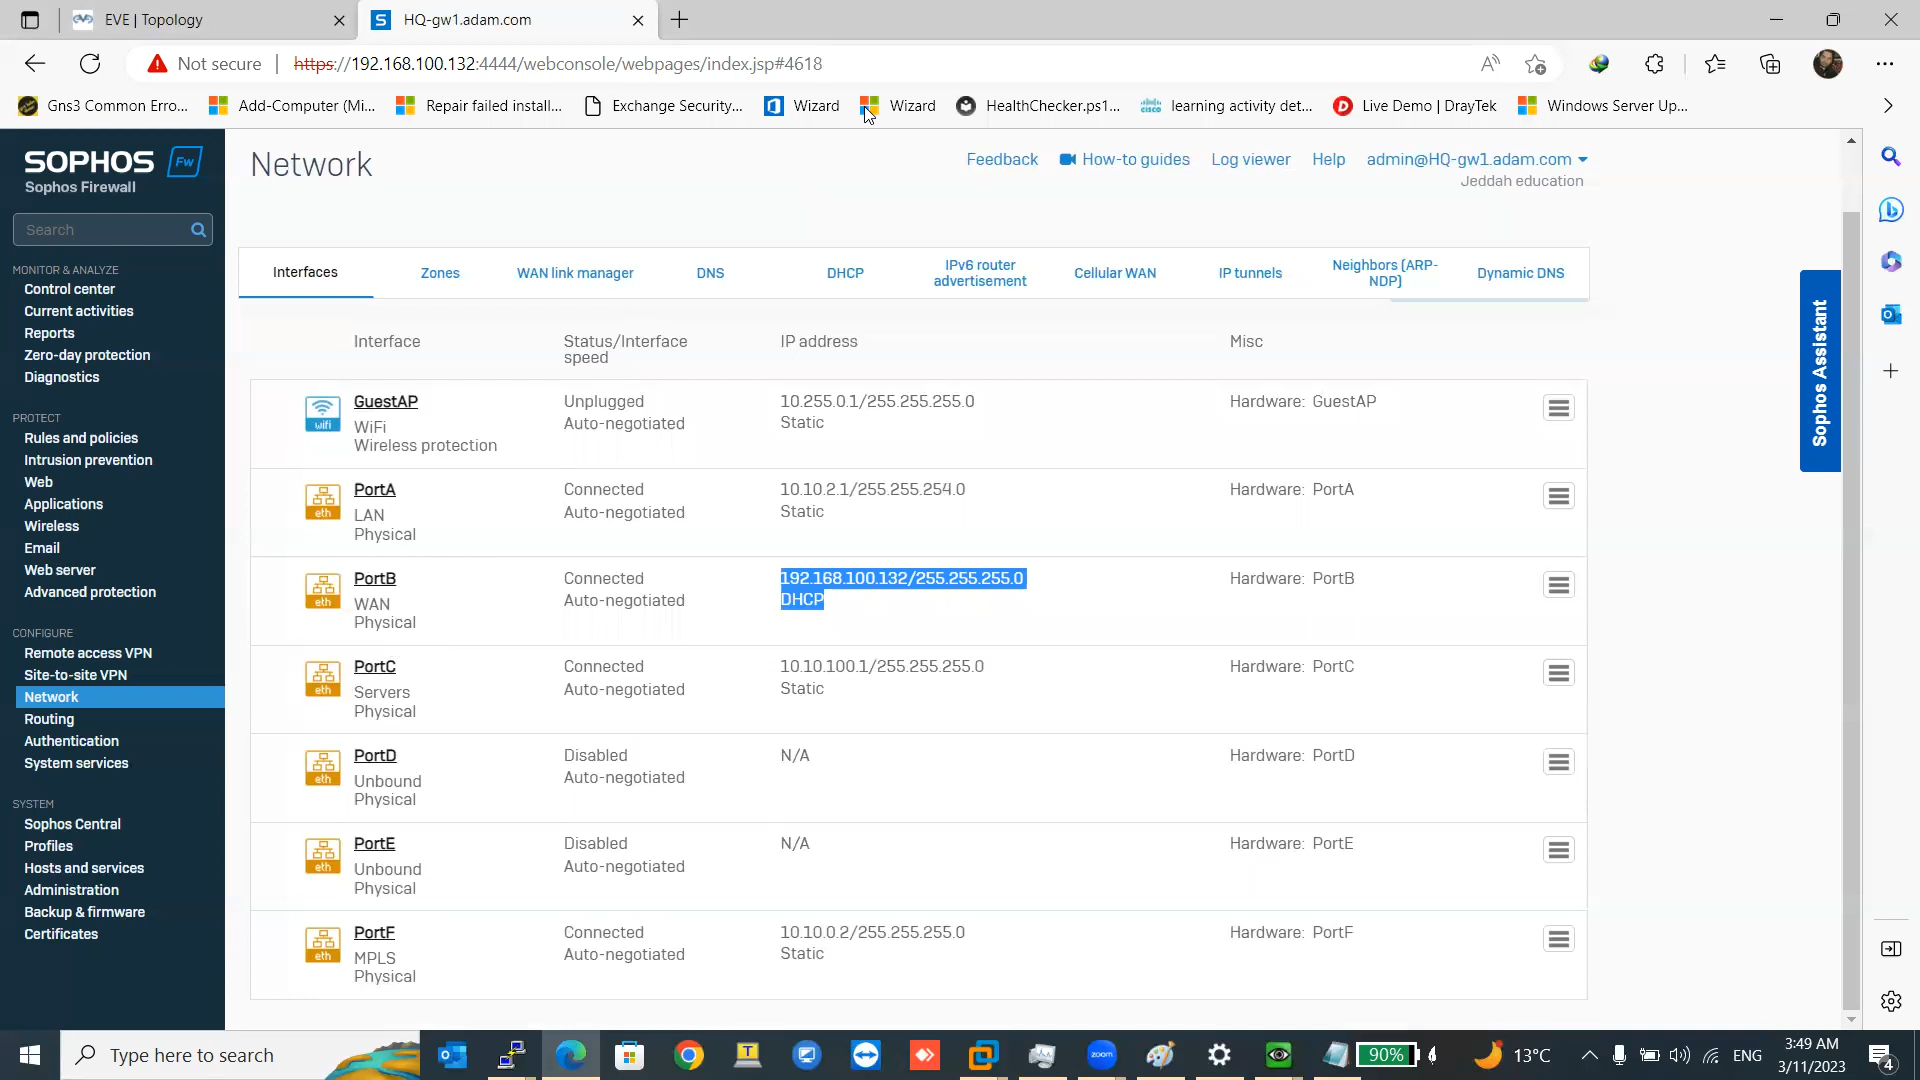 EVE | Topology
HQ-gw1.adam.com
Not secure
https://192.168.100.132:4444/webconsole/webpages/index.jsp#4618
Gns3 Common Erro...
Add-Computer (Mi...
Repair failed install...
Exchange Security...
Wizard
Wizard
HealthChecker.ps1...
learning activity det...
Live Demo | DrayTek
Windows Server Up...
SOPHOS Fw
Sophos Firewall
Search
MONITOR & ANALYZE
Control center
Current activities
Reports
Zero-day protection
Diagnostics
PROTECT
Rules and policies
Intrusion prevention
Web
Applications
Wireless
Email
Web server
Advanced protection
CONFIGURE
Remote access VPN
Site-to-site VPN
Network
Routing
Authentication
System services
SYSTEM
Sophos Central
Profiles
Hosts and services
Administration
Backup & firmware
Certificates
Network
Feedback
How-to guides
Log viewer
Help
admin@HQ-gw1.adam.com
Jeddah education
Interfaces
Zones
WAN link manager
DNS
DHCP
IPv6 router
advertisement
Cellular WAN
IP tunnels
Neighbors (ARP-
NDP)
Dynamic DNS
Interface
Status/Interface
speed
IP address
Misc
GuestAP
WiFi
Wireless protection
wifi
Unplugged
Auto-negotiated
10.255.0.1/255.255.255.0
Static
Hardware: GuestAP
PortA
LAN
Physical
eth
Connected
Auto-negotiated
10.10.2.1/255.255.254.0
Static
Hardware: PortA
PortB
WAN
Physical
eth
Connected
Auto-negotiated
192.168.100.132/255.255.255.0
DHCP
Hardware: PortB
PortC
Servers
Physical
eth
Connected
Auto-negotiated
10.10.100.1/255.255.255.0
Static
Hardware: PortC
PortD
Unbound
Physical
eth
Disabled
Auto-negotiated
N/A
Hardware: PortD
PortE
Unbound
Physical
eth
Disabled
Auto-negotiated
N/A
Hardware: PortE
PortF
MPLS
Physical
eth
Connected
Auto-negotiated
10.10.0.2/255.255.255.0
Static
Hardware: PortF
Sophos Assistant
Type here to search
zoom
90%
13°C
ENG
3:49 AM
3/11/2023
4